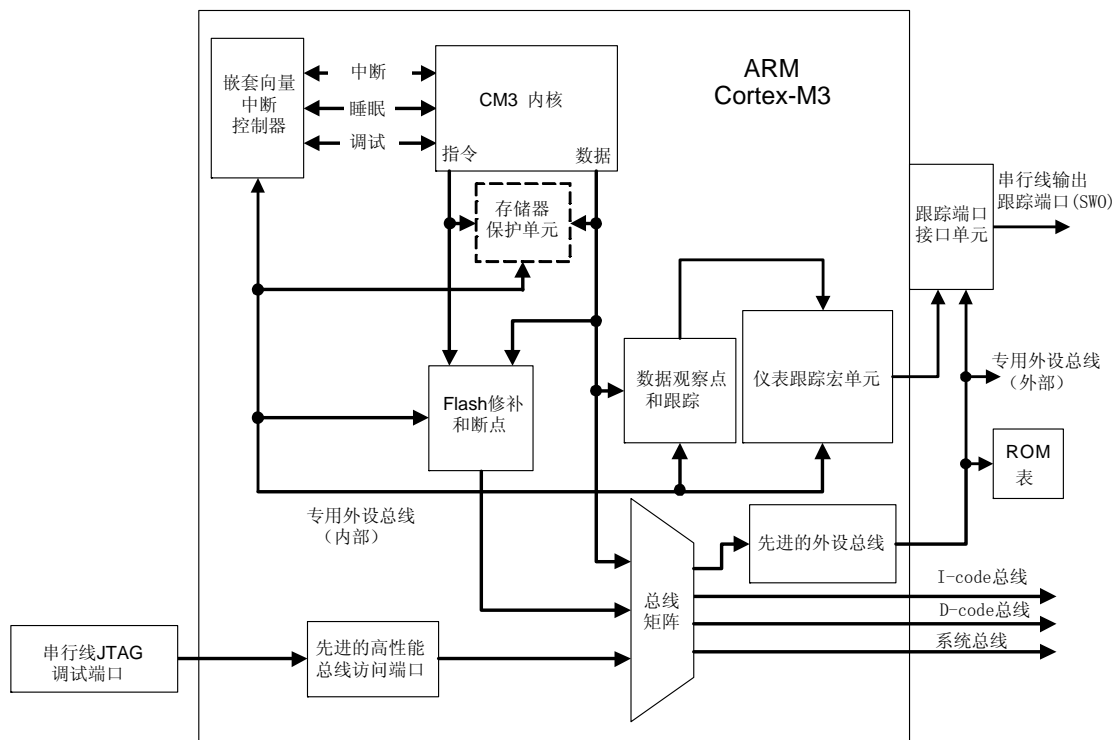 ARM
Cortex-M3
嵌套向量
中断
控制器
中断
睡眠
调试
CM3 内核
指令
数据
存储器
保护单元
跟踪端口
接口单元
串行线输出
跟踪端口(SWO)
Flash修补
和断点
数据观察点
和跟踪
仪表跟踪宏单元
专用外设总线
（外部）
ROM
表
专用外设总线
（内部）
先进的外设总线
总线
矩阵
I-code总线
D-code总线
系统总线
串行线JTAG
调试端口
先进的高性能
总线访问端口